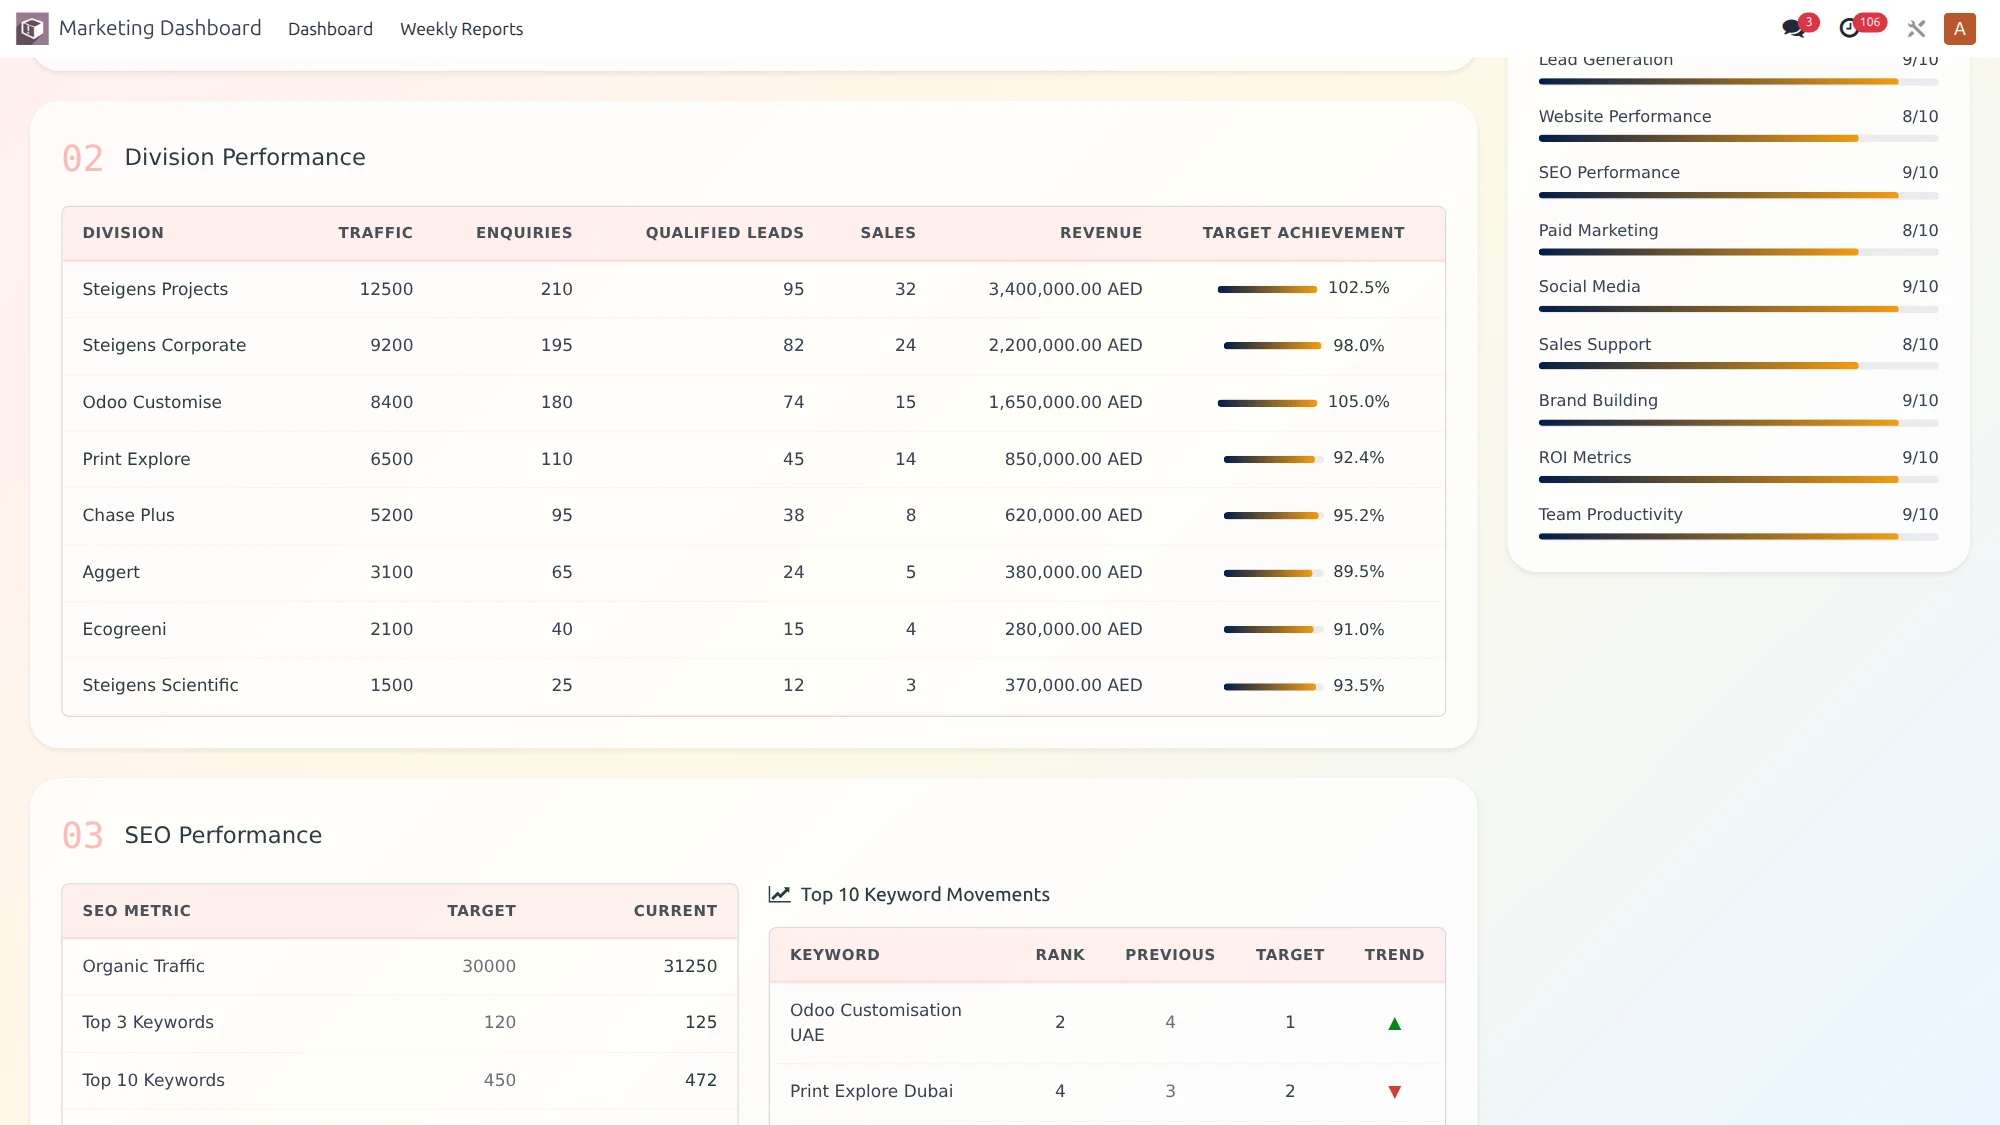 Marketing Dashboard Dashboard Weekly Reports 3 106 A
02 Division Performance
DIVISION TRAFFIC ENQUIRIES QUALIFIED LEADS SALES REVENUE TARGET ACHIEVEMENT
Steigens Projects 12500 210 95 32 3,400,000.00 AED 102.5%
Steigens Corporate 9200 195 82 24 2,200,000.00 AED 98.0%
Odoo Customise 8400 180 74 15 1,650,000.00 AED 105.0%
Print Explore 6500 110 45 14 850,000.00 AED 92.4%
Chase Plus 5200 95 38 8 620,000.00 AED 95.2%
Aggert 3100 65 24 5 380,000.00 AED 89.5%
Ecogreeni 2100 40 15 4 280,000.00 AED 91.0%
Steigens Scientific 1500 25 12 3 370,000.00 AED 93.5%
Lead Generation 9/10
Website Performance 8/10
SEO Performance 9/10
Paid Marketing 8/10
Social Media 9/10
Sales Support 8/10
Brand Building 9/10
ROI Metrics 9/10
Team Productivity 9/10
03 SEO Performance
SEO METRIC TARGET CURRENT
Organic Traffic 30000 31250
Top 3 Keywords 120 125
Top 10 Keywords 450 472
Top 10 Keyword Movements
KEYWORD RANK PREVIOUS TARGET TREND
Odoo Customisation
UAE 2 4 1 ▲
Print Explore Dubai 4 3 2 ▼